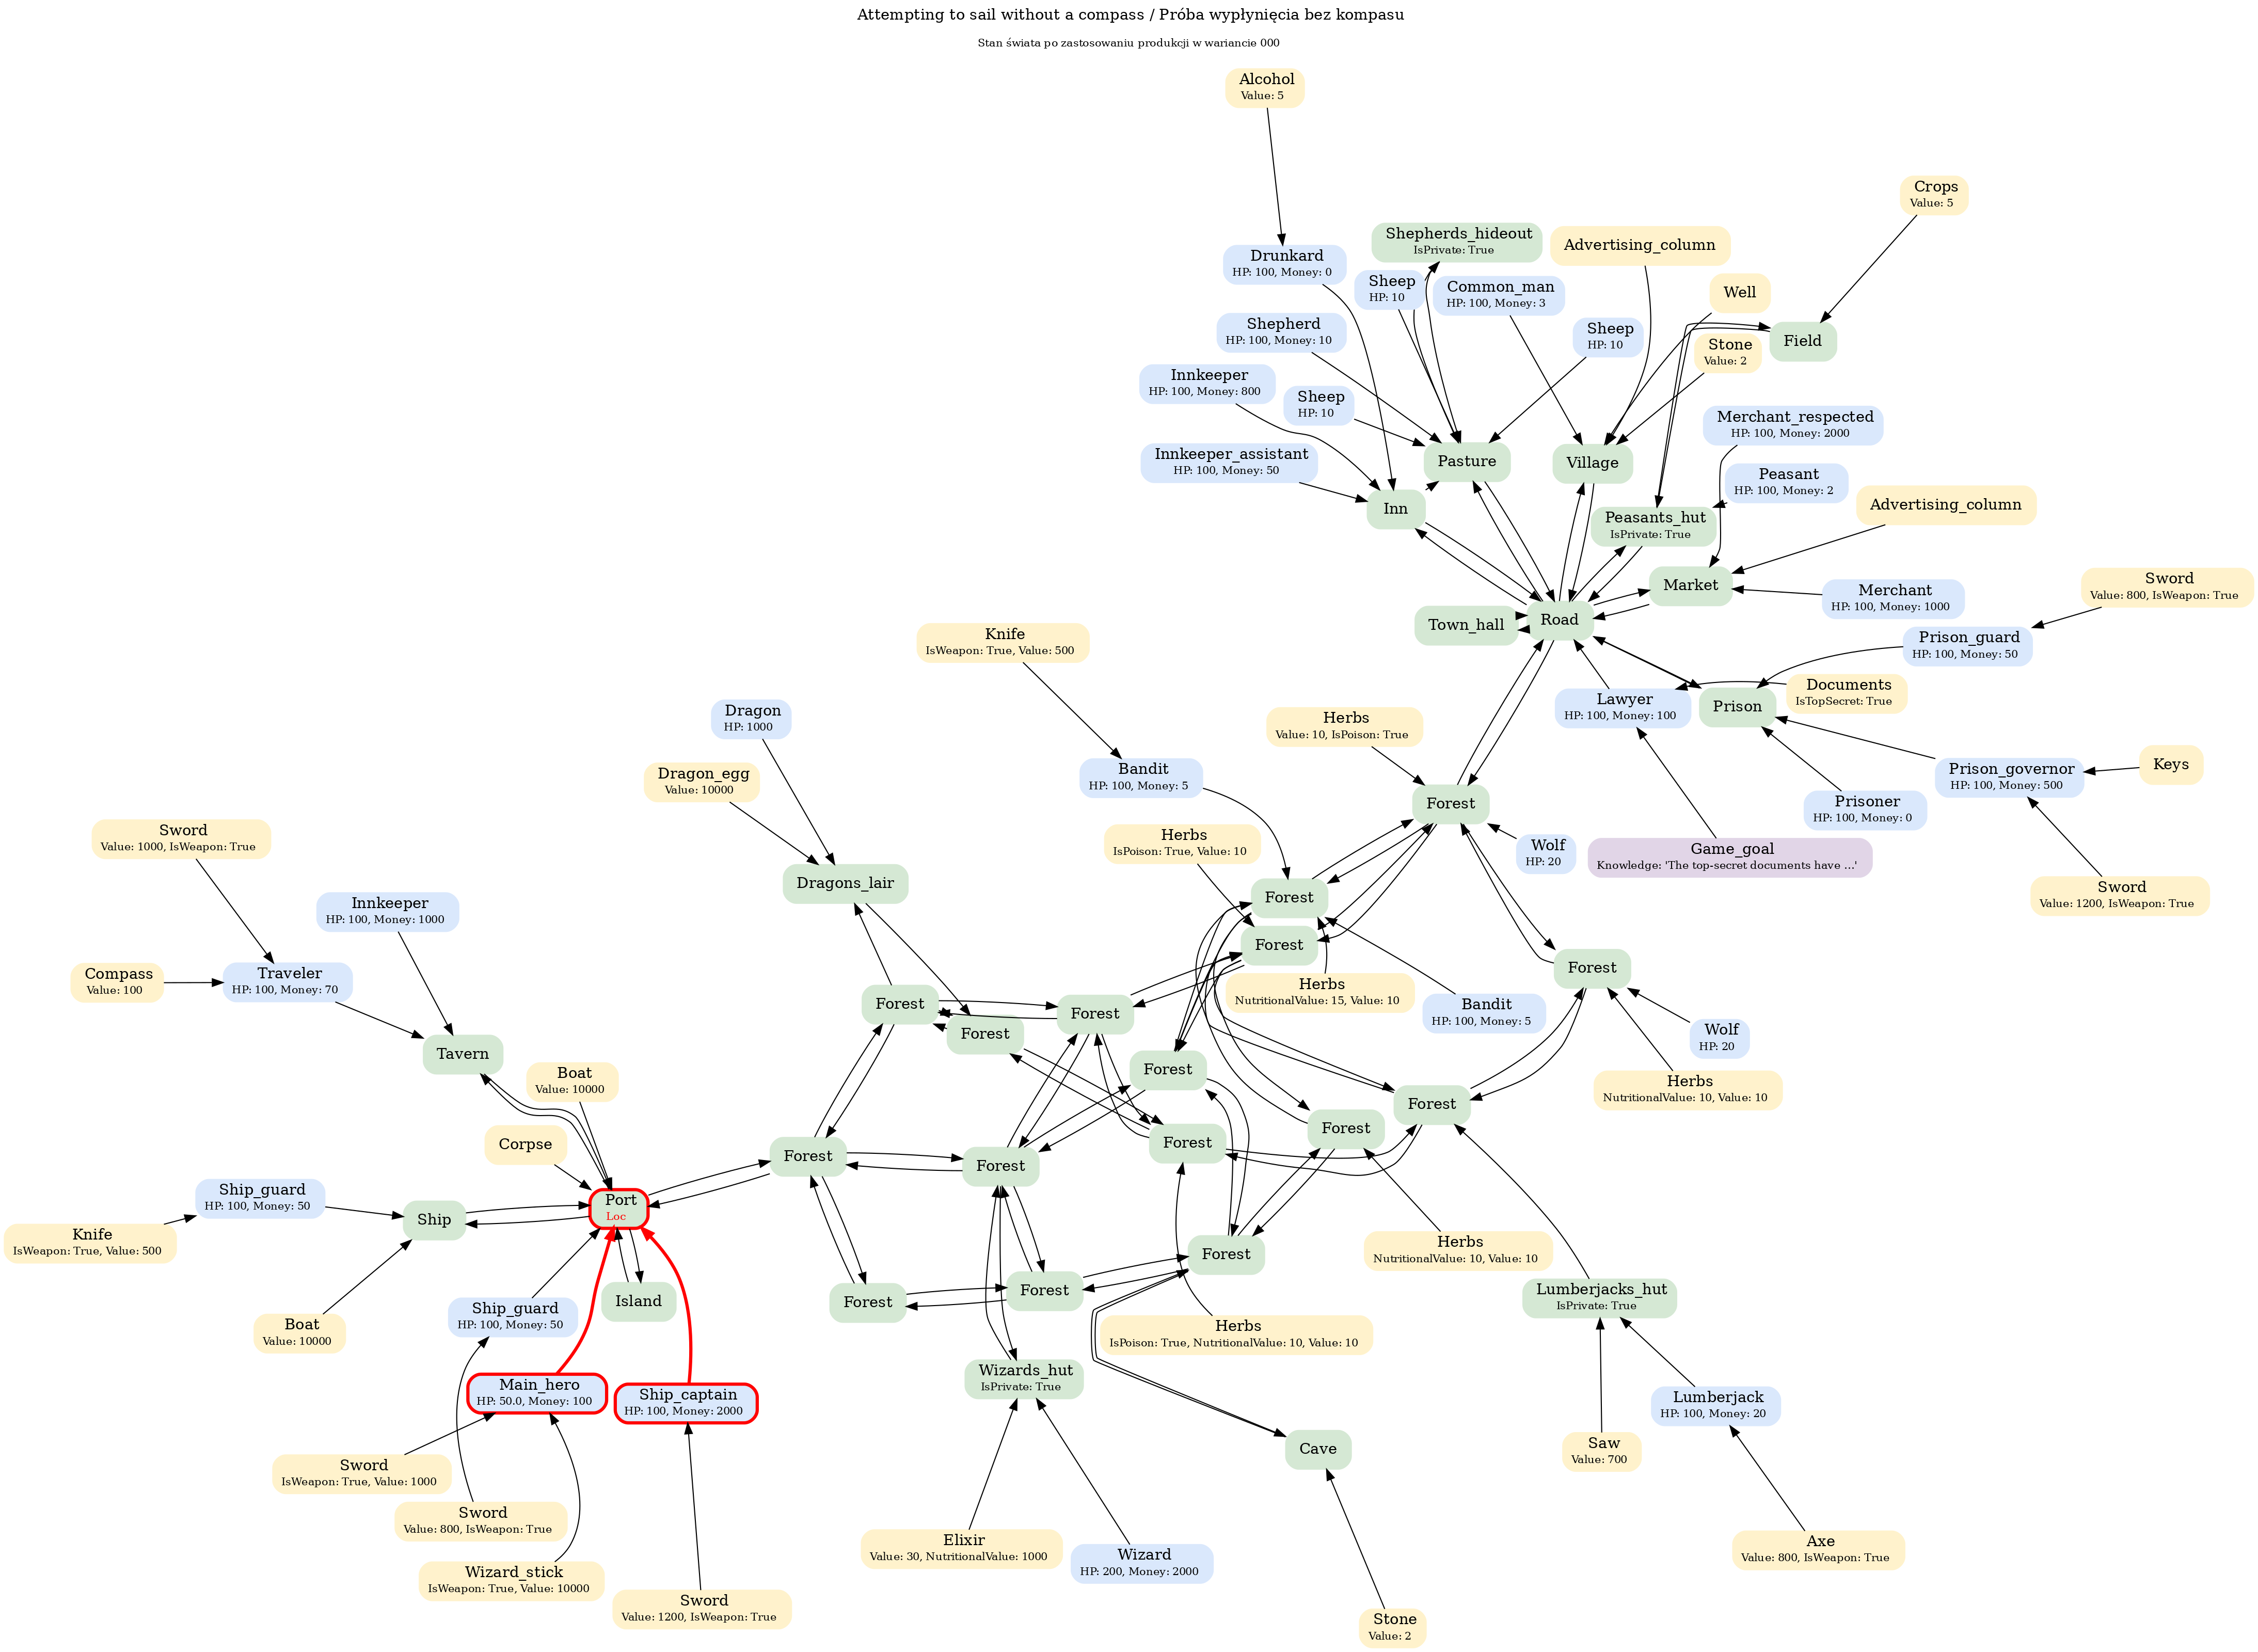 Attempting to sail without a compass / Próba wypłynięcia bez kompasu
Stan świata po zastosowaniu produkcji w wariancie 000
Alcohol
Value: 5
Crops
Value: 5
Shepherds_hideout
IsPrivate: True
Advertising_column
Drunkard
HP: 100, Money: 0
Sheep
HP: 10
Common_man
HP: 100, Money: 3
Well
Shepherd
HP: 100, Money: 10
Sheep
HP: 10
Stone
Value: 2
Field
Innkeeper
HP: 100, Money: 800
Sheep
HP: 10
Merchant_respected
HP: 100, Money: 2000
Innkeeper_assistant
HP: 100, Money: 50
Pasture
Village
Peasant
HP: 100, Money: 2
Inn
Peasants_hut
IsPrivate: True
Advertising_column
Market
Merchant
HP: 100, Money: 1000
Sword
Value: 800, IsWeapon: True
Town_hall
Road
Knife
IsWeapon: True, Value: 500
Prison_guard
HP: 100, Money: 50
Dragon
HP: 1000
Herbs
Value: 10, IsPoison: True
Lawyer
HP: 100, Money: 100
Prison
Documents
IsTopSecret: True
Dragon_egg
Value: 10000
Bandit
HP: 100, Money: 5
Prison_governor
HP: 100, Money: 500
Keys
Forest
Prisoner
HP: 100, Money: 0
Sword
Value: 1000, IsWeapon: True
Herbs
IsPoison: True, Value: 10
Wolf
HP: 20
Game_goal
Knowledge: 'The top-secret documents have ...'
Dragons_lair
Forest
Sword
Value: 1200, IsWeapon: True
Innkeeper
HP: 100, Money: 1000
Forest
Compass
Value: 100
Traveler
HP: 100, Money: 70
Forest
Herbs
NutritionalValue: 15, Value: 10
Forest
Forest
Bandit
HP: 100, Money: 5
Forest
Wolf
HP: 20
Tavern
Boat
Value: 10000
Forest
Herbs
NutritionalValue: 10, Value: 10
Forest
Corpse
Forest
Forest
Forest
Forest
Ship_guard
HP: 100, Money: 50
Port
Loc
Ship
Knife
IsWeapon: True, Value: 500
Forest
Herbs
NutritionalValue: 10, Value: 10
Island
Forest
Forest
Lumberjacks_hut
IsPrivate: True
Ship_guard
HP: 100, Money: 50
Boat
Value: 10000
Herbs
IsPoison: True, NutritionalValue: 10, Value: 10
Wizards_hut
IsPrivate: True
Main_hero
HP: 50.0, Money: 100
Ship_captain
HP: 100, Money: 2000
Lumberjack
HP: 100, Money: 20
Cave
Saw
Value: 700
Sword
IsWeapon: True, Value: 1000
Sword
Value: 800, IsWeapon: True
Elixir
Value: 30, NutritionalValue: 1000
Wizard
HP: 200, Money: 2000
Axe
Value: 800, IsWeapon: True
Wizard_stick
IsWeapon: True, Value: 10000
Sword
Value: 1200, IsWeapon: True
Stone
Value: 2